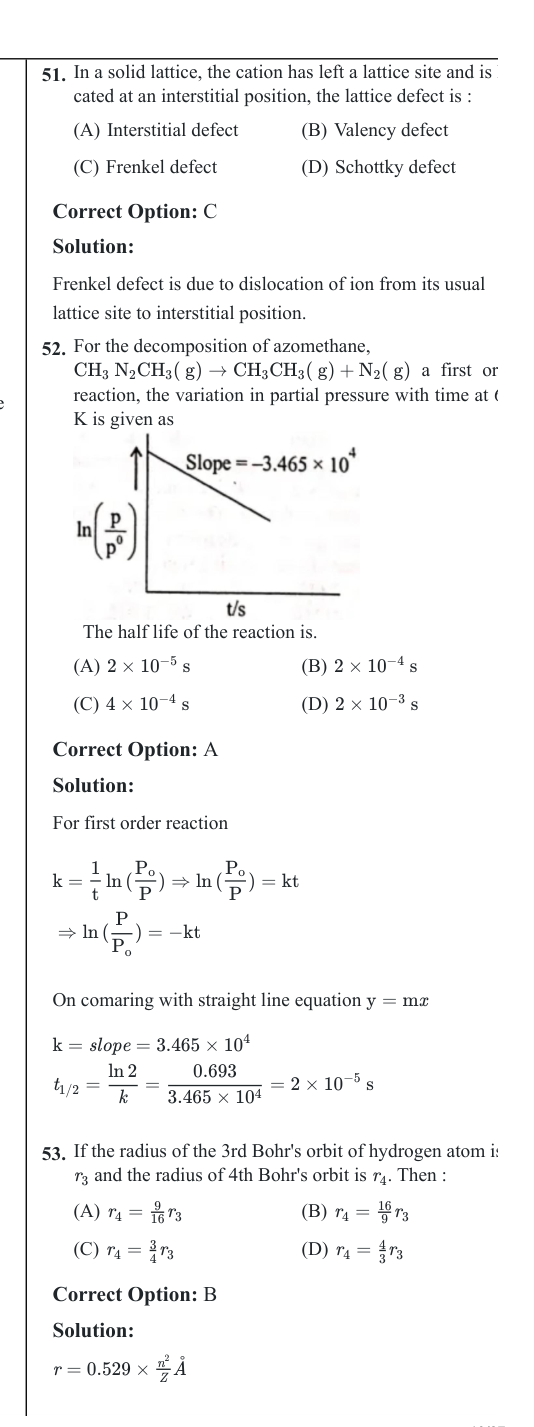 51. In a solid lattice, the cation has left a lattice site and is
cated at an interstitial position, the lattice defect is :
(A) Interstitial defect (B) Valency defect
(C) Frenkel defect (D) Schottky defect
Correct Option: C
Solution:
Frenkel defect is due to dislocation of ion from its usual
lattice site to interstitial position.
52. For the decomposition of azomethane,
CH₃ N₂CH₃( g) → CH₃CH₃( g) + N₂( g) a first or
e
reaction, the variation in partial pressure with time at
K is given as
Slope = −3.465 × 10⁴
ln(p/p⁰)
t/s
The half life of the reaction is.
(A) 2 × 10⁻⁵ s (B) 2 × 10⁻⁴ s
(C) 4 × 10⁻⁴ s (D) 2 × 10⁻³ s
Correct Option: A
Solution:
For first order reaction
k = 1/t ln (Pₒ/P) ⇒ ln (Pₒ/P) = kt
⇒ ln (P/Pₒ) = −kt
On comaring with straight line equation y = mx
k = slope = 3.465 × 10⁴
t₁/₂ = ln 2/k = 0.693/3.465 × 10⁴ = 2 × 10⁻⁵ s
53. If the radius of the 3rd Bohr's orbit of hydrogen atom is
r₃ and the radius of 4th Bohr's orbit is r₄. Then :
(A) r₄ = 9/16 r₃ (B) r₄ = 16/9 r₃
(C) r₄ = 3/4 r₃ (D) r₄ = 4/3 r₃
Correct Option: B
Solution:
r = 0.529 × n²/Z Å